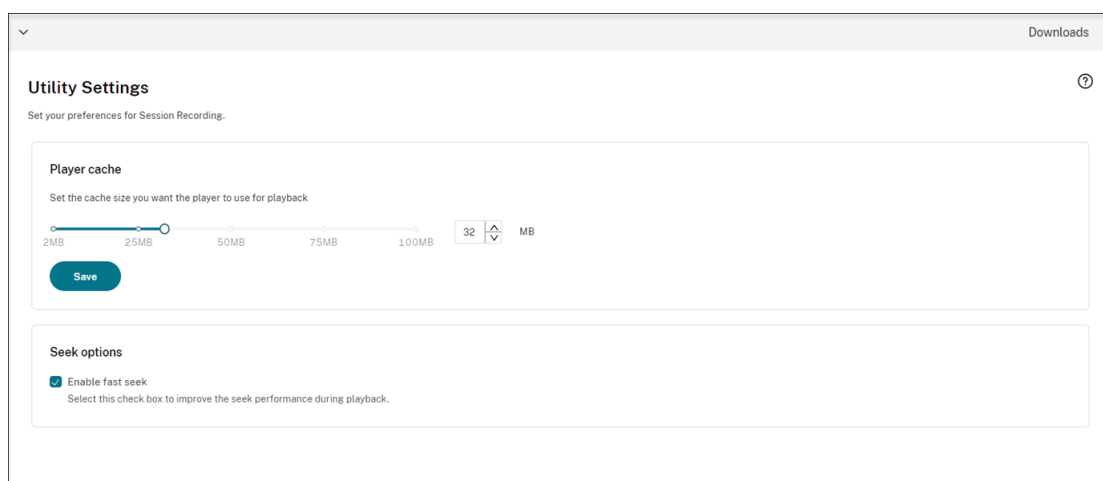 Downloads
Utility Settings
Set your preferences for Session Recording.
Player cache
Set the cache size you want the player to use for playback
32 MB
2MB 25MB 50MB 75MB 100MB
Save
Seek options
Enable fast seek
Select this check box to improve the seek performance during playback.